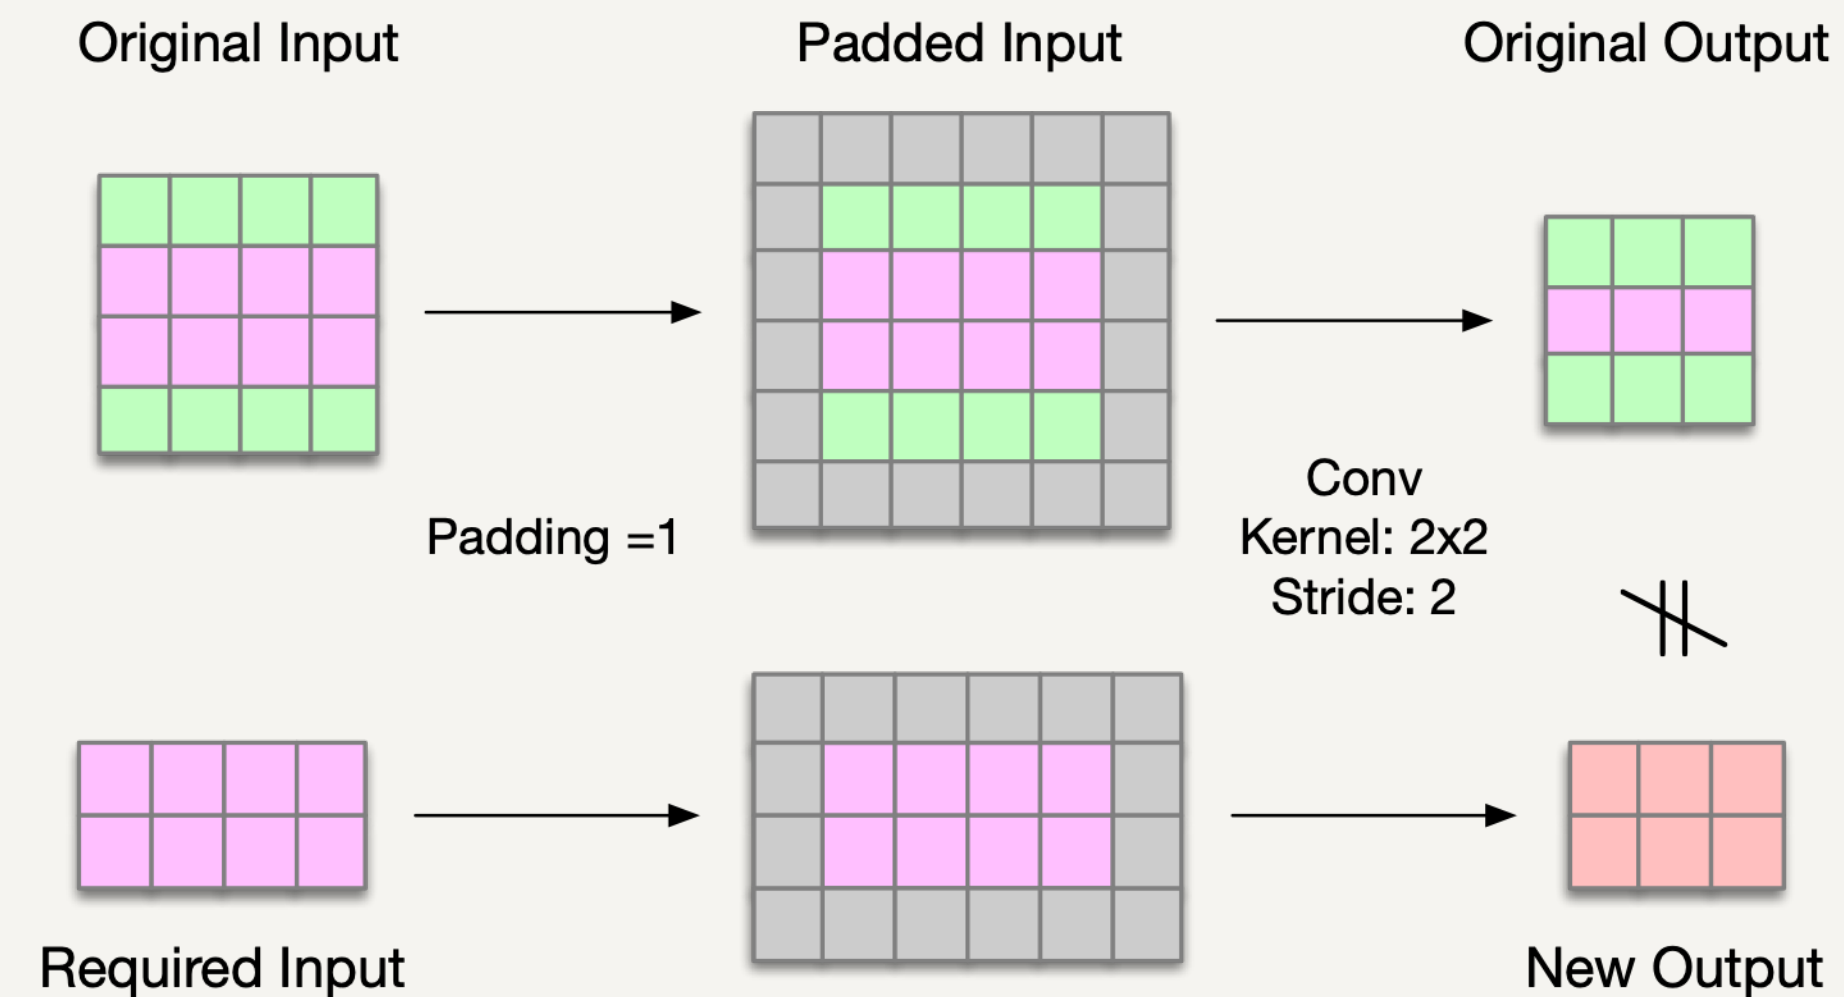 Original Input
Padded Input
Original Output
Padding =1
Conv
Kernel: 2x2
Stride: 2
Required Input
New Output